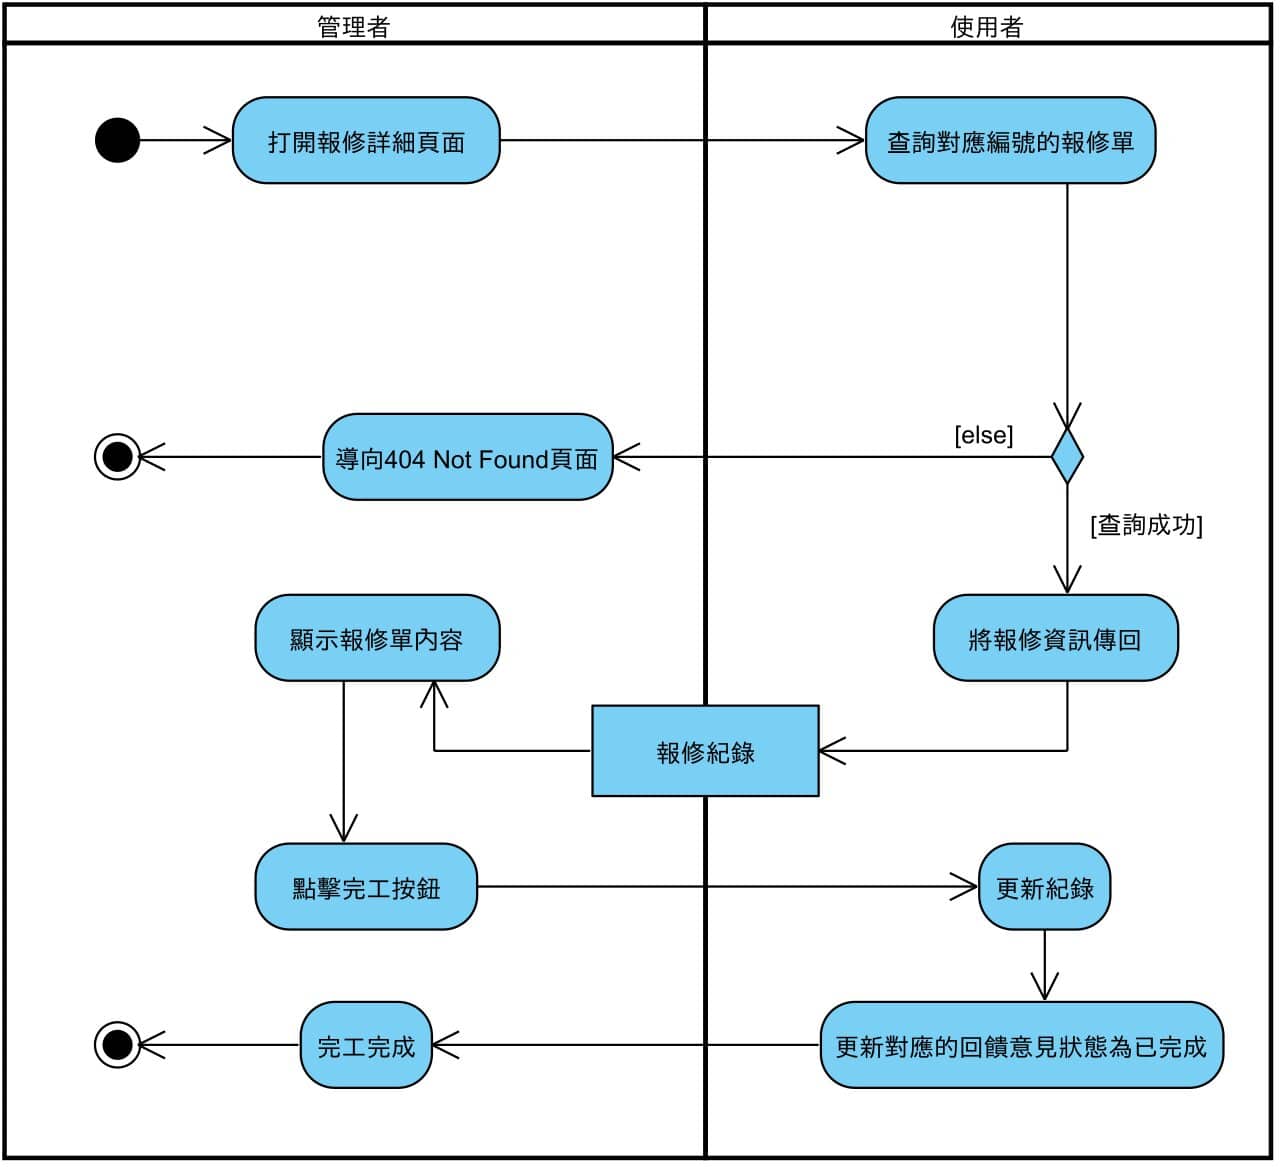 管理者
使用者
打開報修詳細頁面
查詢對應編號的報修單
[else]
導向404 Not Found頁面
[查詢成功]
顯示報修單內容
將報修資訊傳回
報修紀錄
點擊完工按鈕
更新紀錄
完工完成
更新對應的回饋意見狀態為已完成